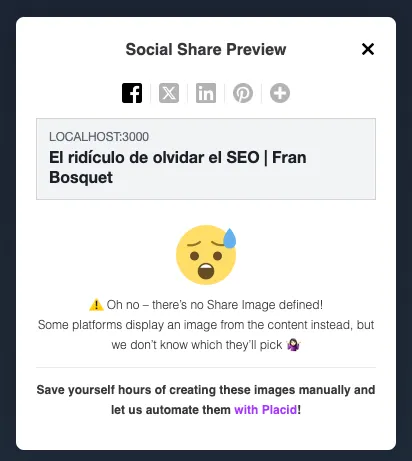 Social Share Preview
LOCALHOST:3000
El ridículo de olvidar el SEO | Fran
Bosquet
⚠️ Oh no – there's no Share Image defined!
Some platforms display an image from the content instead, but
we don't know which they'll pick 🤷🏻‍♀️
Save yourself hours of creating these images manually and
let us automate them with Placid!